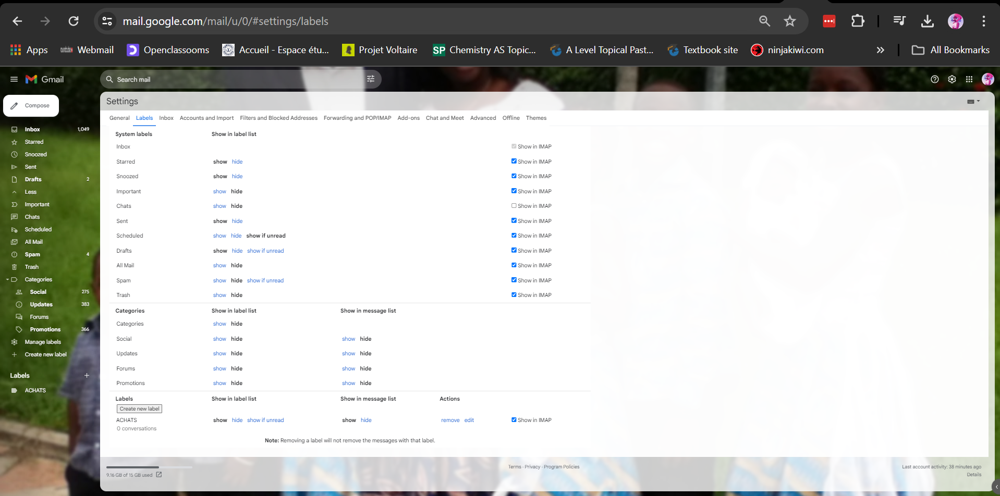 mail.google.com/mail/u/0/#settings/labels
Apps Webmail Openclassooms Accueil - Espace étu... Projet Voltaire SP Chemistry AS Topic... A Level Topical Past... Textbook site ninjakiwi.com » All Bookmarks
Gmail Search mail
Compose
Inbox 1,049
Starred
Snoozed
Sent
Drafts 2
Less
Important
Chats
Scheduled
All Mail
Spam 4
Trash
Categories
Social 275
Updates 383
Forums
Promotions 366
Manage labels
Create new label
Labels +
ACHATS
Settings
General Labels Inbox Accounts and Import Filters and Blocked Addresses Forwarding and POP/IMAP Add-ons Chat and Meet Advanced Offline Themes
System labels Show in label list
Inbox Show in IMAP
Starred show hide Show in IMAP
Snoozed show hide Show in IMAP
Important show hide Show in IMAP
Chats show hide Show in IMAP
Sent show hide Show in IMAP
Scheduled show hide show if unread Show in IMAP
Drafts show hide show if unread Show in IMAP
All Mail show hide Show in IMAP
Spam show hide show if unread Show in IMAP
Trash show hide Show in IMAP
Categories Show in label list Show in message list
Categories show hide
Social show hide show hide
Updates show hide show hide
Forums show hide show hide
Promotions show hide show hide
Labels Show in label list Show in message list Actions
Create new label
ACHATS show hide show if unread show hide remove edit Show in IMAP
0 conversations
Note: Removing a label will not remove the messages with that label.
9.16 GB of 15 GB used
Terms · Privacy · Program Policies
Last account activity: 38 minutes ago
Details